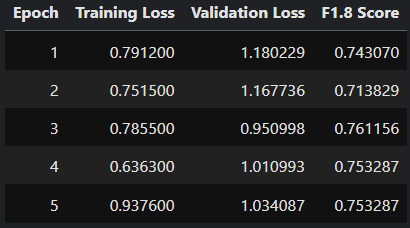 Epoch Training Loss Validation Loss F1.8 Score
1 0.791200 1.180229 0.743070
2 0.751500 1.167736 0.713829
3 0.785500 0.950998 0.761156
4 0.636300 1.010993 0.753287
5 0.937600 1.034087 0.753287